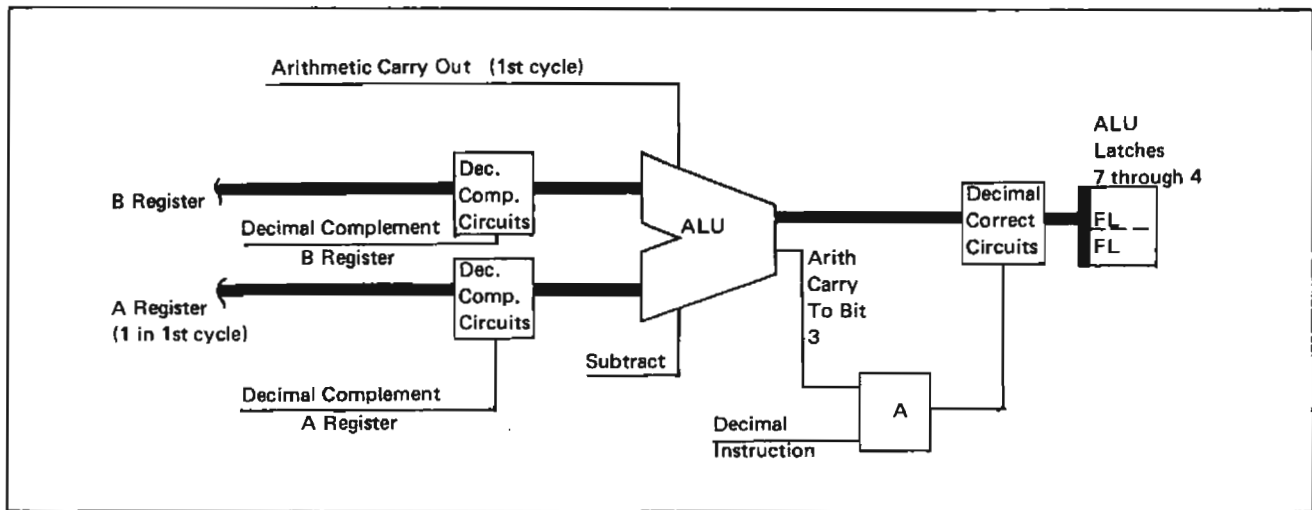 Arithmetic Carry Out (1st cycle)
ALU
Latches
7 through 4
Dec.
Comp.
Circuits
B Register
Decimal Complement
B Register
ALU
Decimal
Correct
Circuits
FL
FL
Dec.
Comp.
Circuits
A Register
(1 in 1st cycle)
Arith
Carry
To Bit
3
Subtract
Decimal Complement
A Register
A
Decimal
Instruction